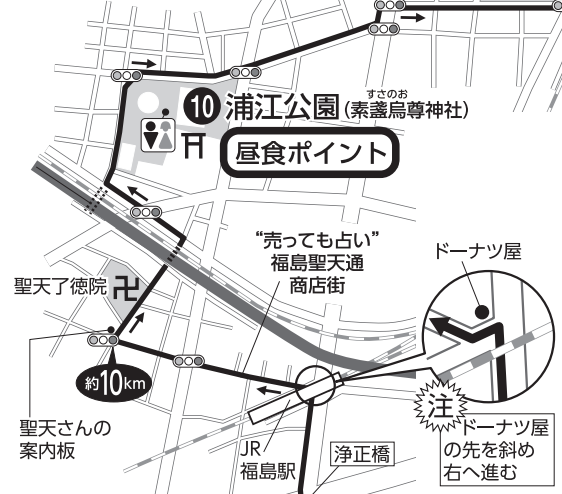 すさのお
⑩ 浦江公園(素盞烏尊神社)
昼食ポイント
"売っても占い"
福島聖天通
商店街
ドーナツ屋
聖天了徳院 卍
約10km
注
ドーナツ屋
の先を斜め
右へ進む
聖天さんの
案内板
JR
福島駅
浄正橋